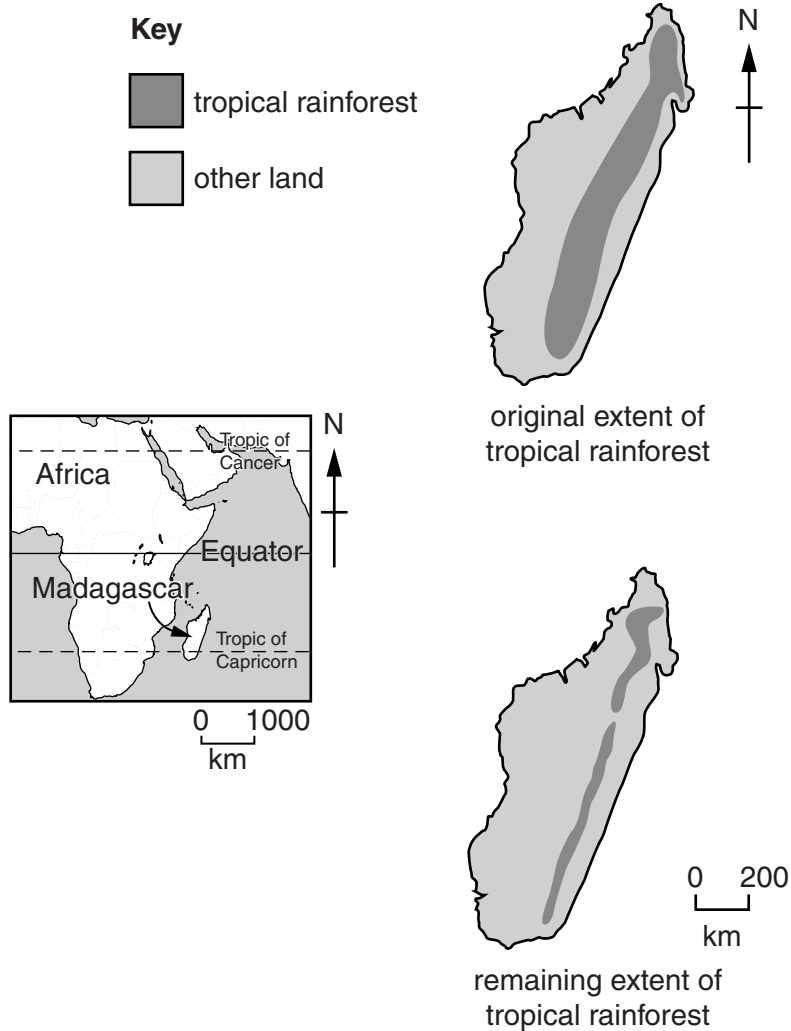 Key
tropical rainforest
other land
N
original extent of
tropical rainforest
N
Tropic of
Cancer
Africa
Equator
Madagascar
Tropic of
Capricorn
0 1000
km
0 200
km
remaining extent of
tropical rainforest